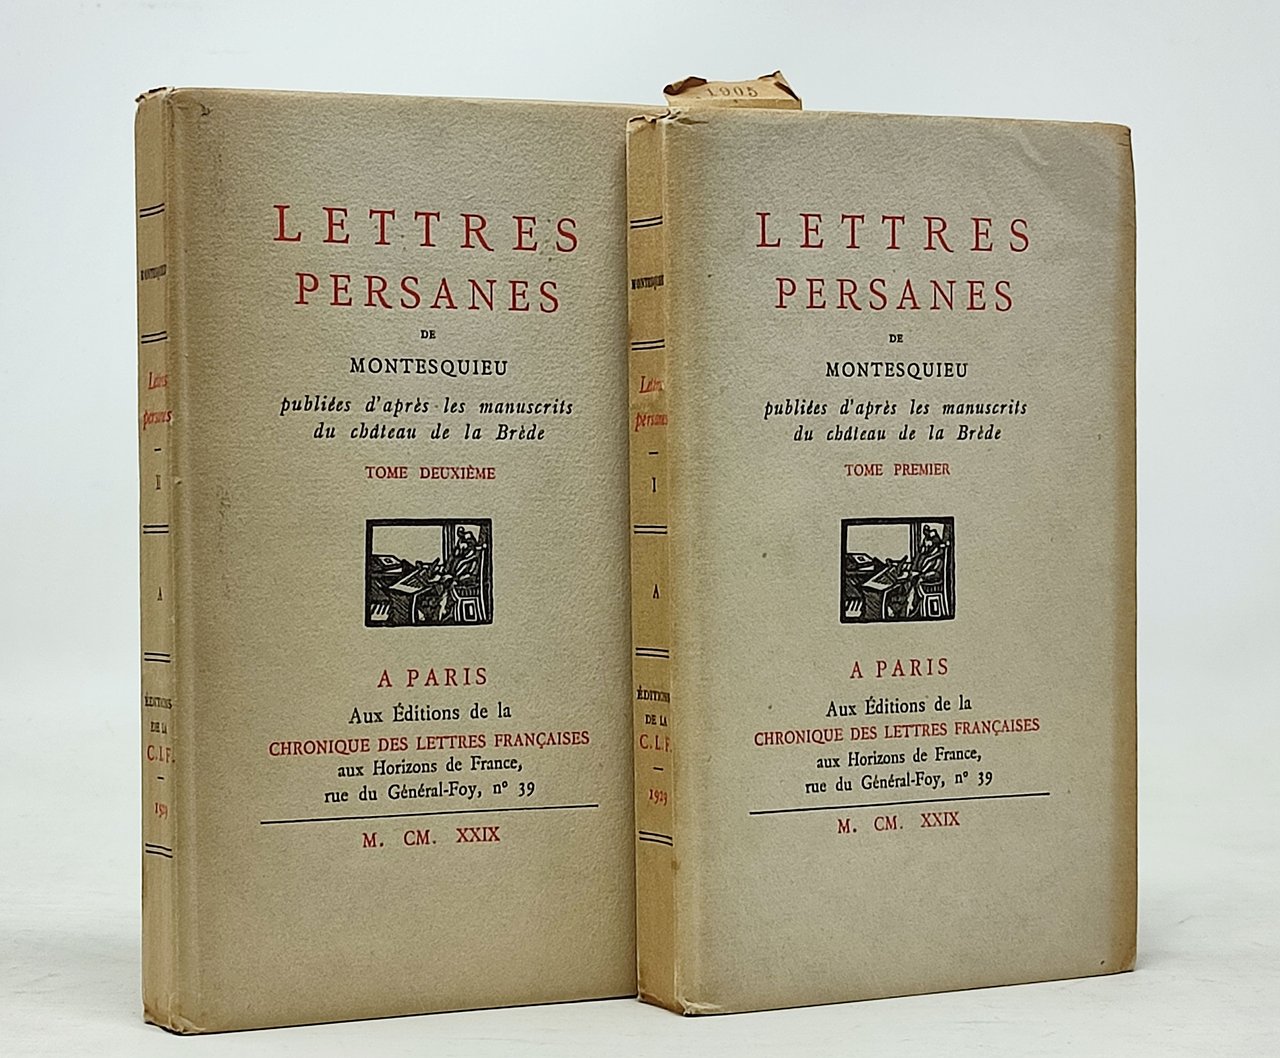 LETTRES
PERSANES
DE
MONTESQUIEU
publiées d'après les manuscrits
du château de la Brède
TOME DEUXIÈME
A PARIS
Aux Éditions de la
CHRONIQUE DES LETTRES FRANÇAISES
aux Horizons de France,
rue du Général-Foy, nº 39
M. CM. XXIX
MONTESQUIEU
Lettres
persanes
II
A
ÉDITIONS
DE LA
C.L.F.
1929
1905
LETTRES
PERSANES
DE
MONTESQUIEU
publiées d'après les manuscrits
du château de la Brède
TOME PREMIER
A PARIS
Aux Éditions de la
CHRONIQUE DES LETTRES FRANÇAISES
aux Horizons de France,
rue du Général-Foy, nº 39
M. CM. XXIX
MONTESQUIEU
Lettres
persanes
I
A
ÉDITIONS
DE LA
C.L.F.
1929